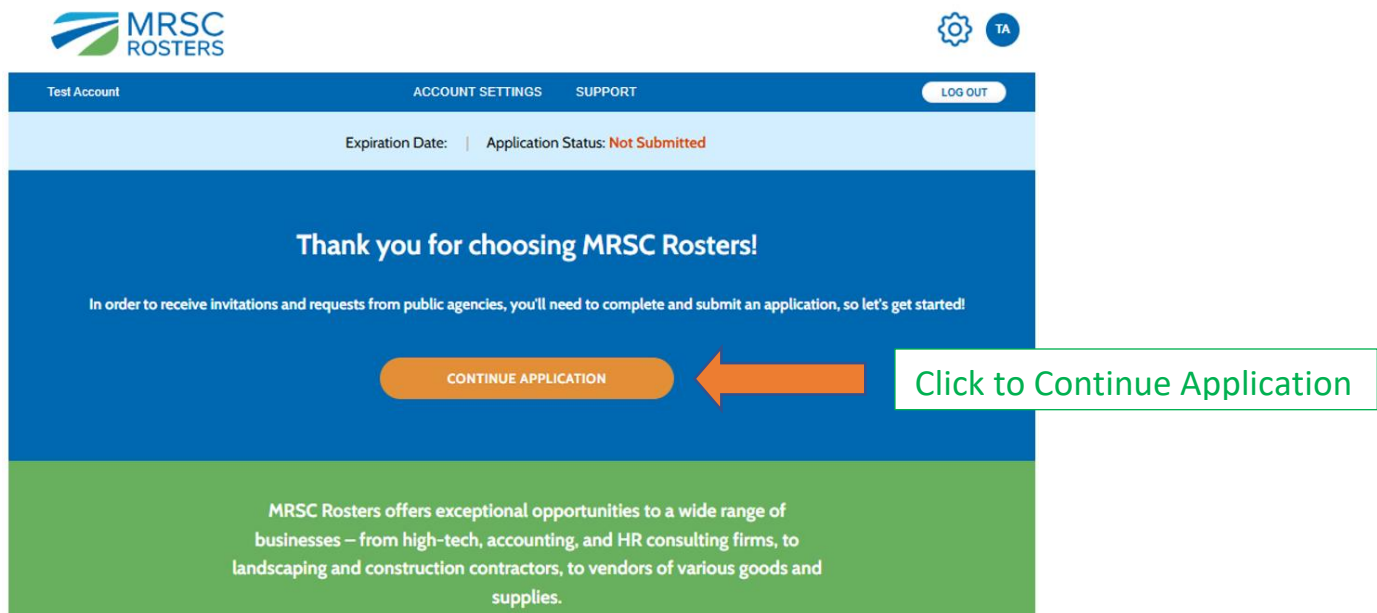 MRSC
ROSTERS
TA
Test Account
ACCOUNT SETTINGS
SUPPORT
LOG OUT
Expiration Date: | Application Status: Not Submitted
Thank you for choosing MRSC Rosters!
In order to receive invitations and requests from public agencies, you'll need to complete and submit an application, so let's get started!
CONTINUE APPLICATION
Click to Continue Application
MRSC Rosters offers exceptional opportunities to a wide range of
businesses – from high-tech, accounting, and HR consulting firms, to
landscaping and construction contractors, to vendors of various goods and
supplies.